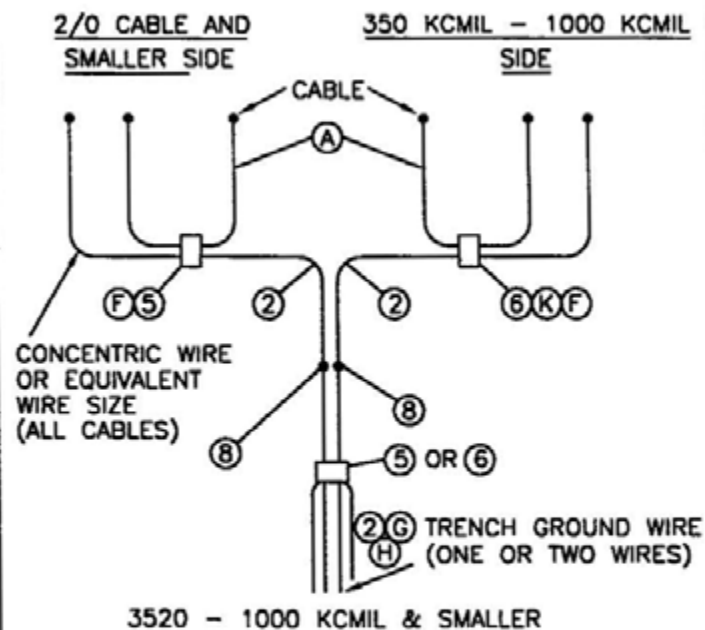 2/0 CABLE AND
SMALLER SIDE
350 KCMIL - 1000 KCMIL
SIDE
CABLE
A
F 5
2
2
6 K F
CONCENTRIC WIRE
OR EQUIVALENT
WIRE SIZE
(ALL CABLES)
8
8
5 OR 6
2 G TRENCH GROUND WIRE
H (ONE OR TWO WIRES)
3520 - 1000 KCMIL & SMALLER